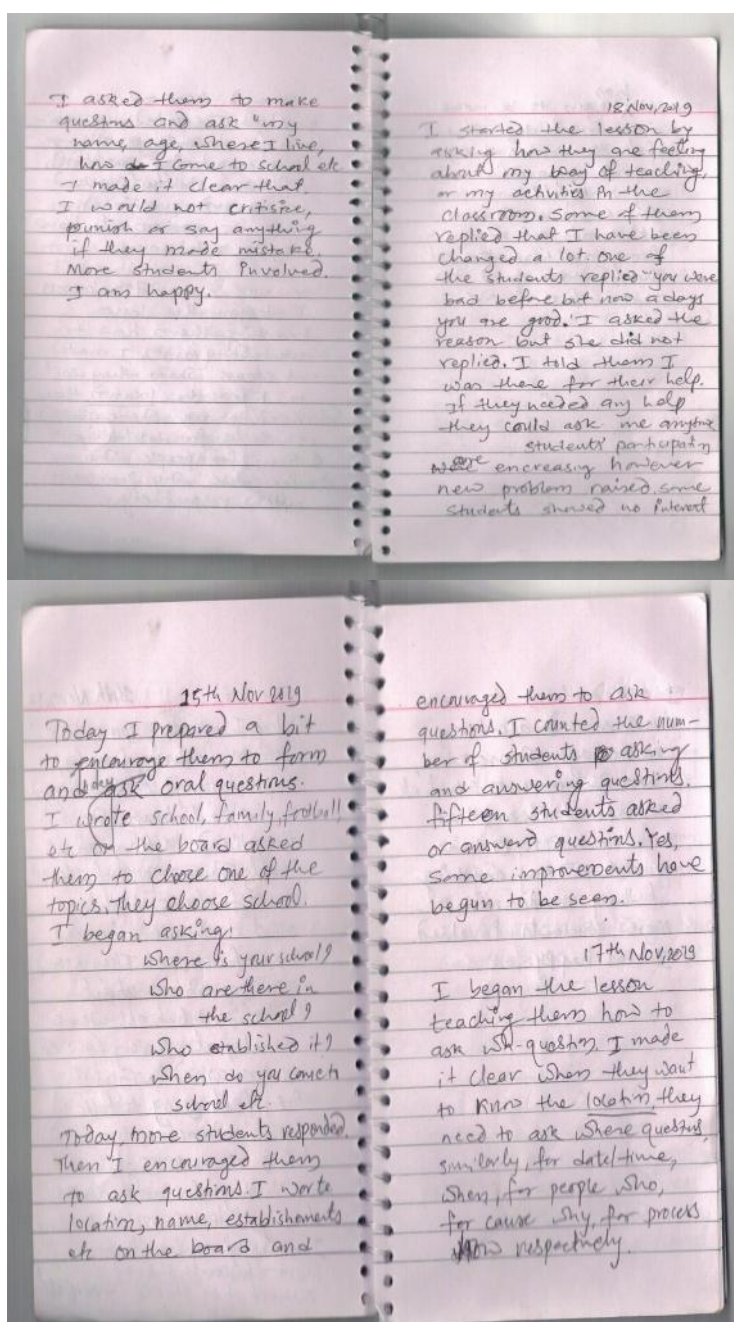 I asked them to make
questions and ask "my
name, age, where I live,
how I come to school etc
I made it clear that
I would not critisize,
punish or say anything
if they made mistake.
More students involved.
I am happy.
18 Nov, 2019
I started the lesson by
asking how they are feeling
about my way of teaching,
or my activities in the
classroom. Some of them
replied that I have been
changed a lot. one of
the students replied "you were
bad before but now a days
you are good." I asked the
reason but she did not
replied. I told them I
was there for their help.
If they needed any help
they could ask me anytime
students' participation
were encreasing however
new problem raised some
students showed no interest
15th Nov 2019
Today I prepared a bit
to encourage them to form
and ask oral questions.
I wrote school, family, football
etc on the board asked
them to choose one of the
topics. They choose school.
I began asking:
Where is your school?
Who are there in
the school?
Who established it?
When do you come to
school etc.
Today, more students responded.
Then I encouraged them
to ask questions. I worte
location, name, establishments
etc on the board and
encouraged them to ask
questions. I counted the num-
ber of students asking
and answering questions.
fifteen students asked
or answerd questions. Yes,
Some improvements have
begun to be seen.
17th Nov, 2019
I began the lesson
teaching them how to
ask wh-question. I made
it clear when they want
to know the location, they
need to ask where questions,
similarly, for date/time,
when, for people who,
for cause why, for process
how respectively.